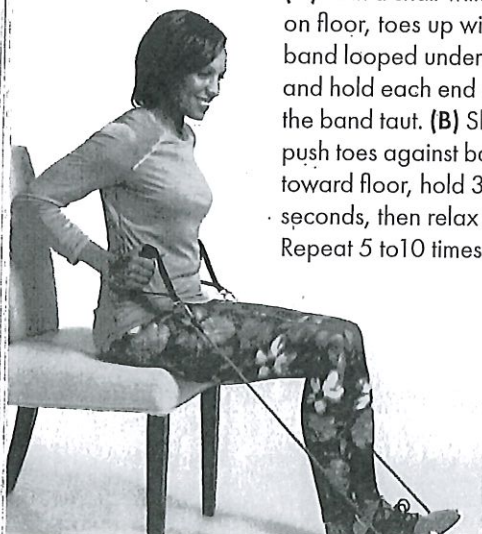 on floor, toes up wi
band looped under
and hold each end
the band taut. (B) Sl
push toes against ba
toward floor, hold 3
seconds, then relax
Repeat 5 to10 times